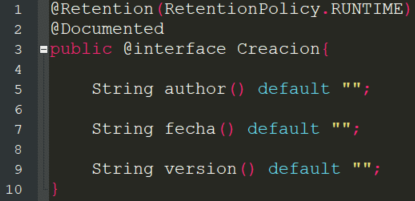 1 @Retention(RetentionPolicy.RUNTIME)
2 @Documented
3 public @interface Creacion{
4
5 String author() default "";
6
7 String fecha() default "";
8
9 String version() default "";
10 }